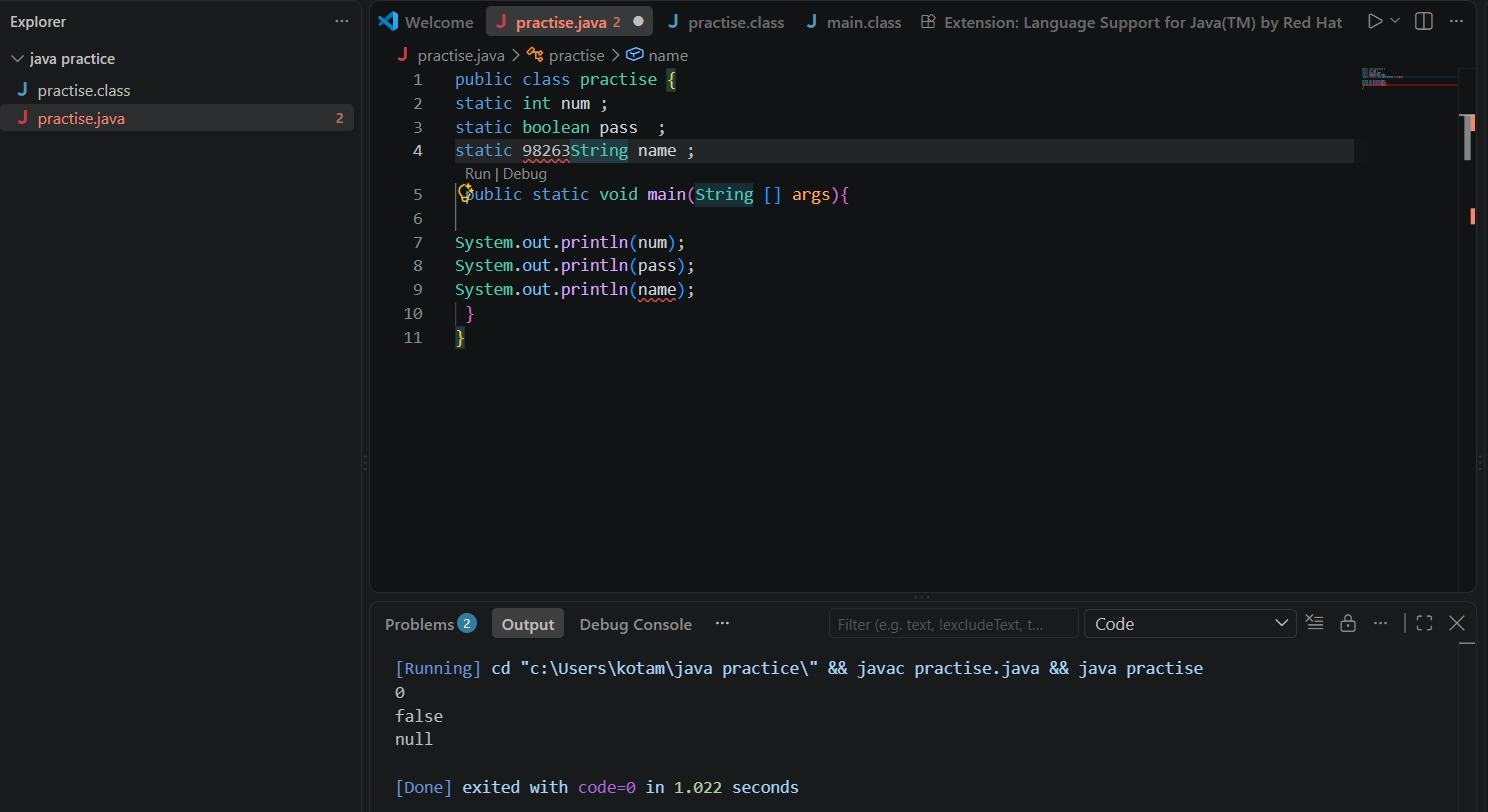 Explorer ···
java practice
J practise.class
J practise.java 2
Welcome J practise.java 2 J practise.class J main.class Extension: Language Support for Java(TM) by Red Hat ···
J practise.java > practise > name
1 public class practise {
2 static int num ;
3 static boolean pass  ;
4 static 98263String name ;
Run | Debug
5 public static void main(String [] args){
6
7 System.out.println(num);
8 System.out.println(pass);
9 System.out.println(name);
10 }
11 }
Problems 2 Output Debug Console ··· Filter (e.g. text, !excludeText, t... Code ···
[Running] cd "c:\Users\kotam\java practice\" && javac practise.java && java practise
0
false
null
[Done] exited with code=0 in 1.022 seconds